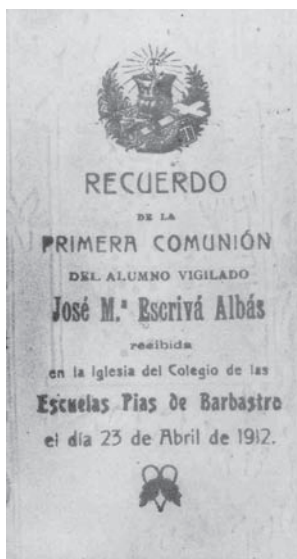 RECUERDO
DE LA
PRIMERA COMUNIÓN
DEL ALUMNO VIGILADO
José M.ª Escrivá Albás
recibida
en la Iglesia del Colegio de las
Escuelas Pías de Barbastro
el día 23 de Abril de 1912.